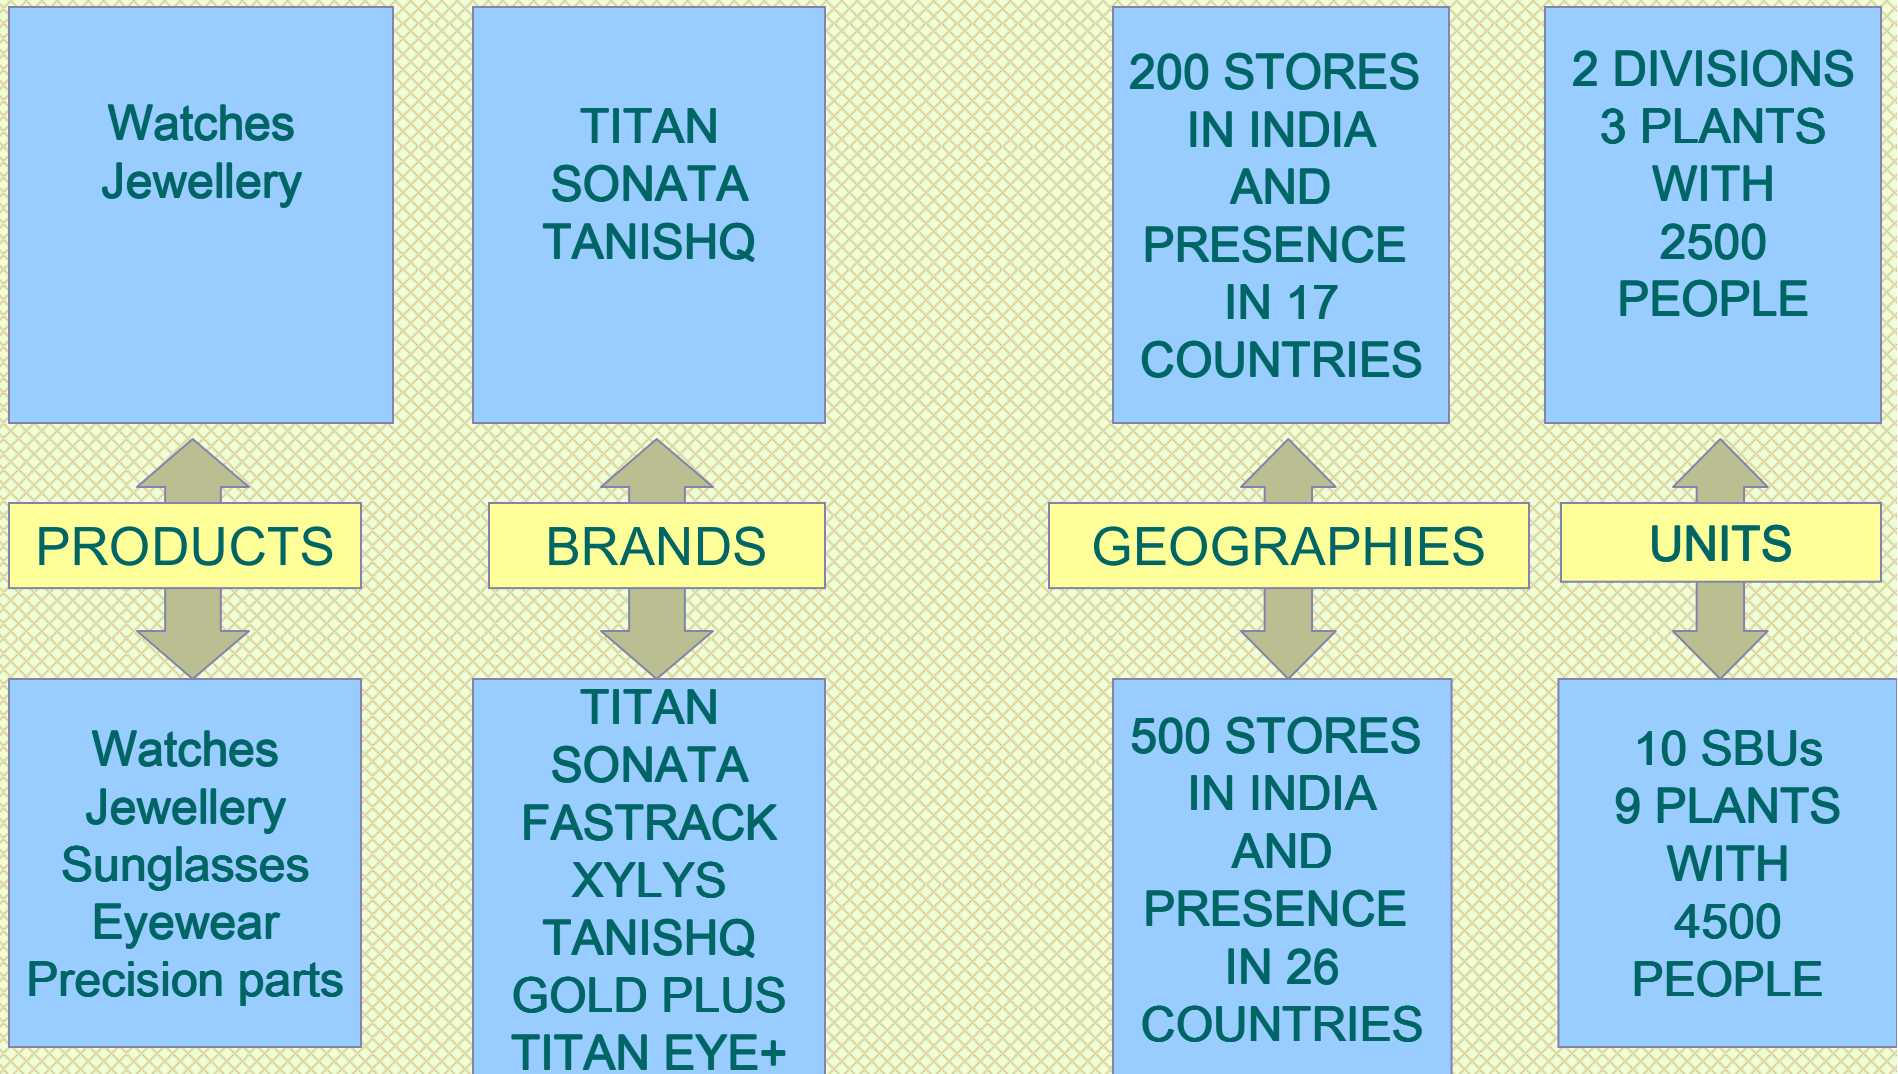 Watches
Jewellery
TITAN
SONATA
TANISHQ
200 STORES
IN INDIA
AND
PRESENCE
IN 17
COUNTRIES
2 DIVISIONS
3 PLANTS
WITH
2500
PEOPLE
PRODUCTS
BRANDS
GEOGRAPHIES
UNITS
Watches
Jewellery
Sunglasses
Eyewear
Precision parts
TITAN
SONATA
FASTRACK
XYLYS
TANISHQ
GOLD PLUS
TITAN EYE+
500 STORES
IN INDIA
AND
PRESENCE
IN 26
COUNTRIES
10 SBUs
9 PLANTS
WITH
4500
PEOPLE